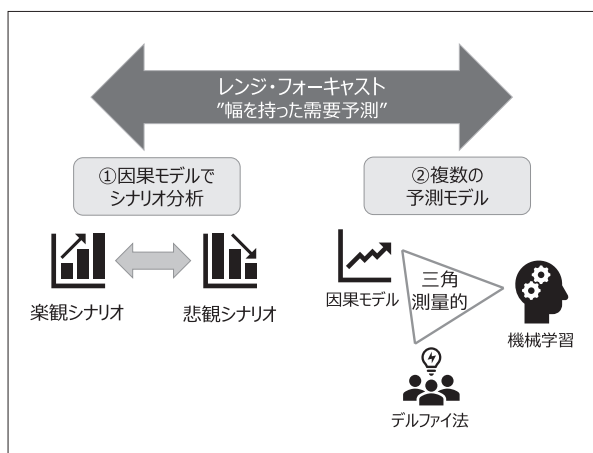 レンジ・フォーキャスト
”幅を持った需要予測”
①因果モデルで
シナリオ分析
②複数の
予測モデル
楽観シナリオ
悲観シナリオ
因果モデル
三角
測量的
機械学習
デルファイ法